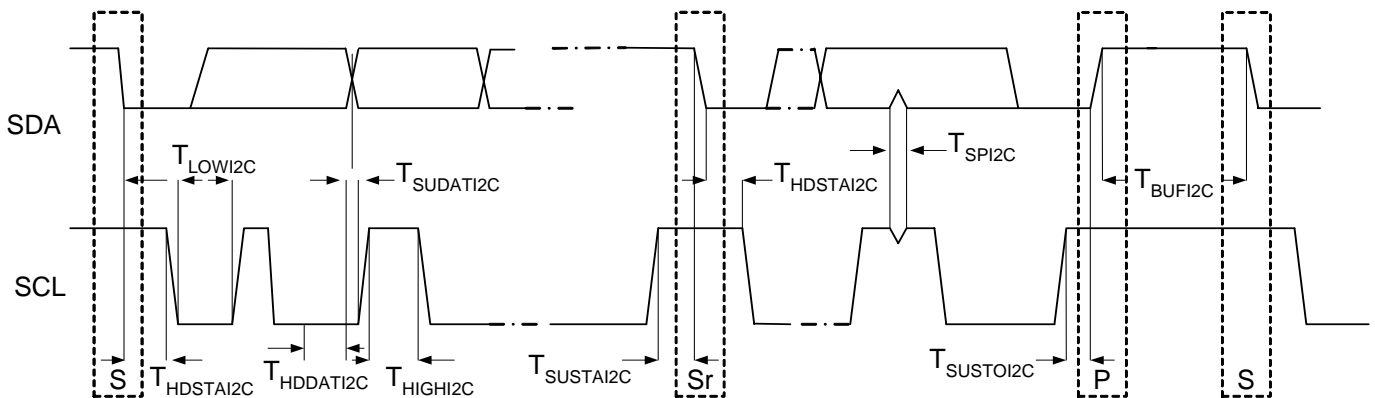 SDA
T_LOWI2C
T_SUDATI2C
T_HDSTAI2C
T_SPI2C
T_BUFI2C
SCL
S
T_HDSTAI2C
T_HDDATI2C
T_HIGHI2C
T_SUSTAI2C
Sr
T_SUSTOI2C
P
S